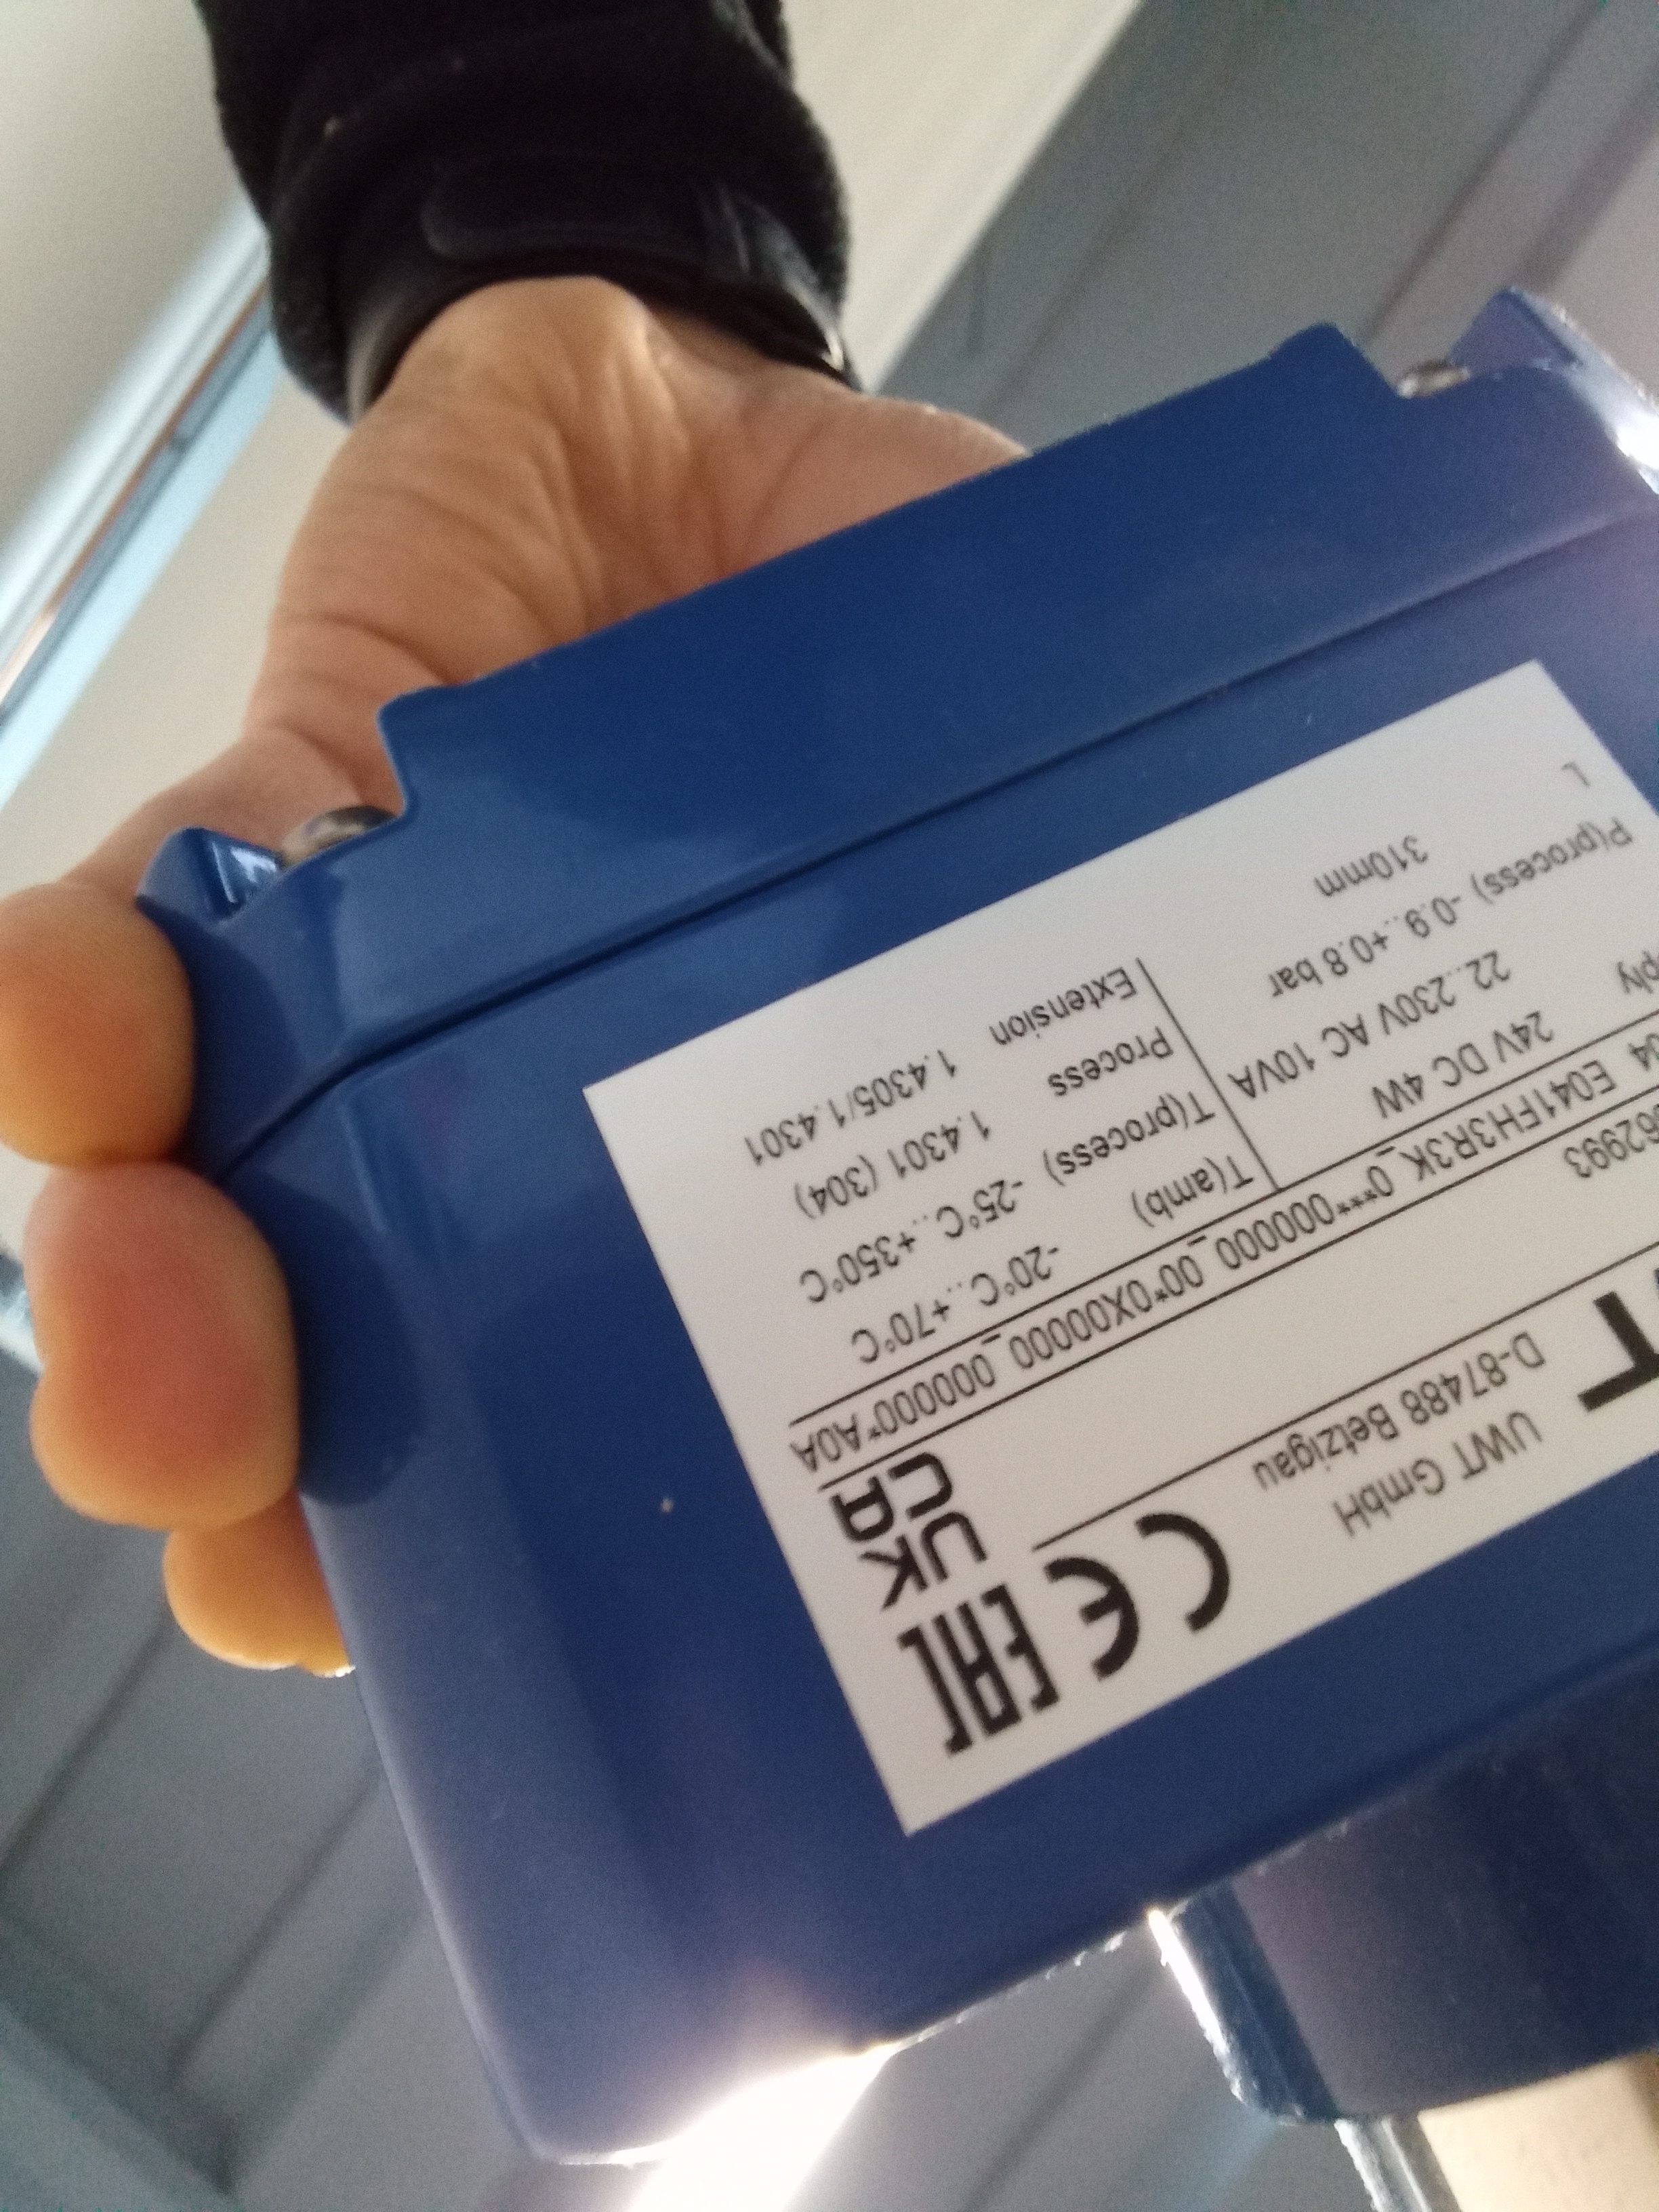 UWT GmbH
D-87488 Betzigau
CE EAC UK CA
62993
04 E041FH3R3K_0***000000_00*0X00000_000000*A0A
ply 24V DC 4W
22..230V AC 10VA
P(process) -0.9..+0.8 bar
L 310mm
T(amb) -20°C..+70°C
T(process) -25°C..+350°C
Process 1.4301 (304)
Extension 1.4305/1.4301